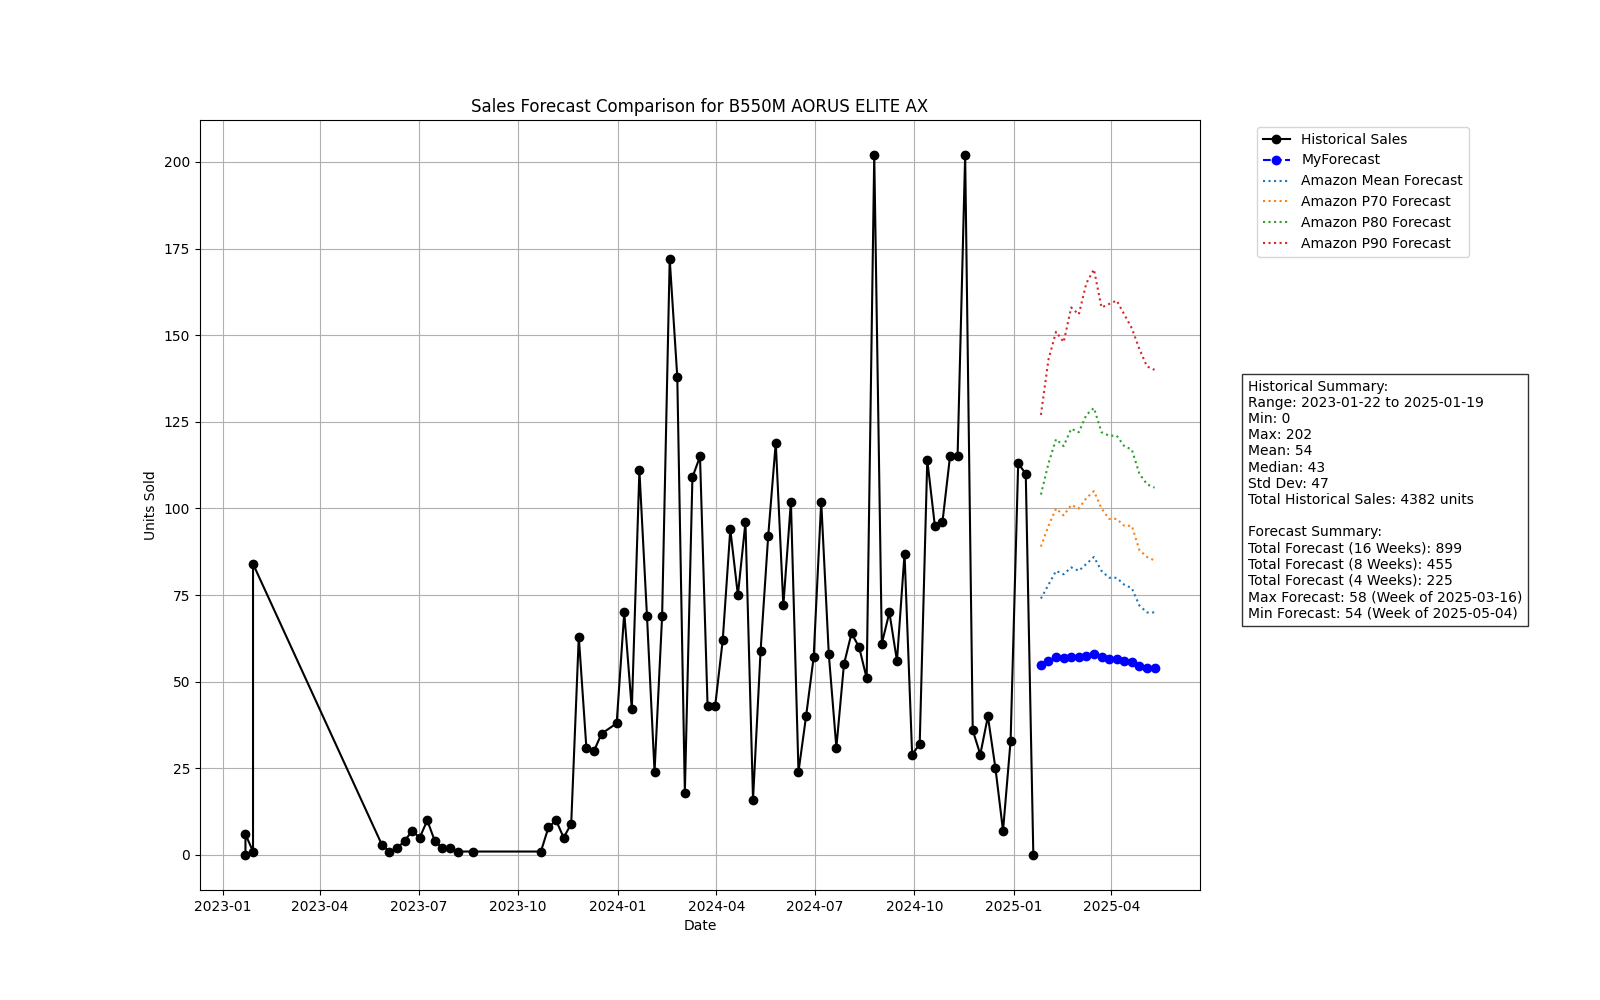 Sales Forecast Comparison for B550M AORUS ELITE AX
Units Sold
200
175
150
125
100
75
50
25
0
2023-01
2023-04
2023-07
2023-10
2024-01
2024-04
2024-07
2024-10
2025-01
2025-04
Date
Historical Sales
MyForecast
Amazon Mean Forecast
Amazon P70 Forecast
Amazon P80 Forecast
Amazon P90 Forecast
Historical Summary:
Range: 2023-01-22 to 2025-01-19
Min: 0
Max: 202
Mean: 54
Median: 43
Std Dev: 47
Total Historical Sales: 4382 units
Forecast Summary:
Total Forecast (16 Weeks): 899
Total Forecast (8 Weeks): 455
Total Forecast (4 Weeks): 225
Max Forecast: 58 (Week of 2025-03-16)
Min Forecast: 54 (Week of 2025-05-04)